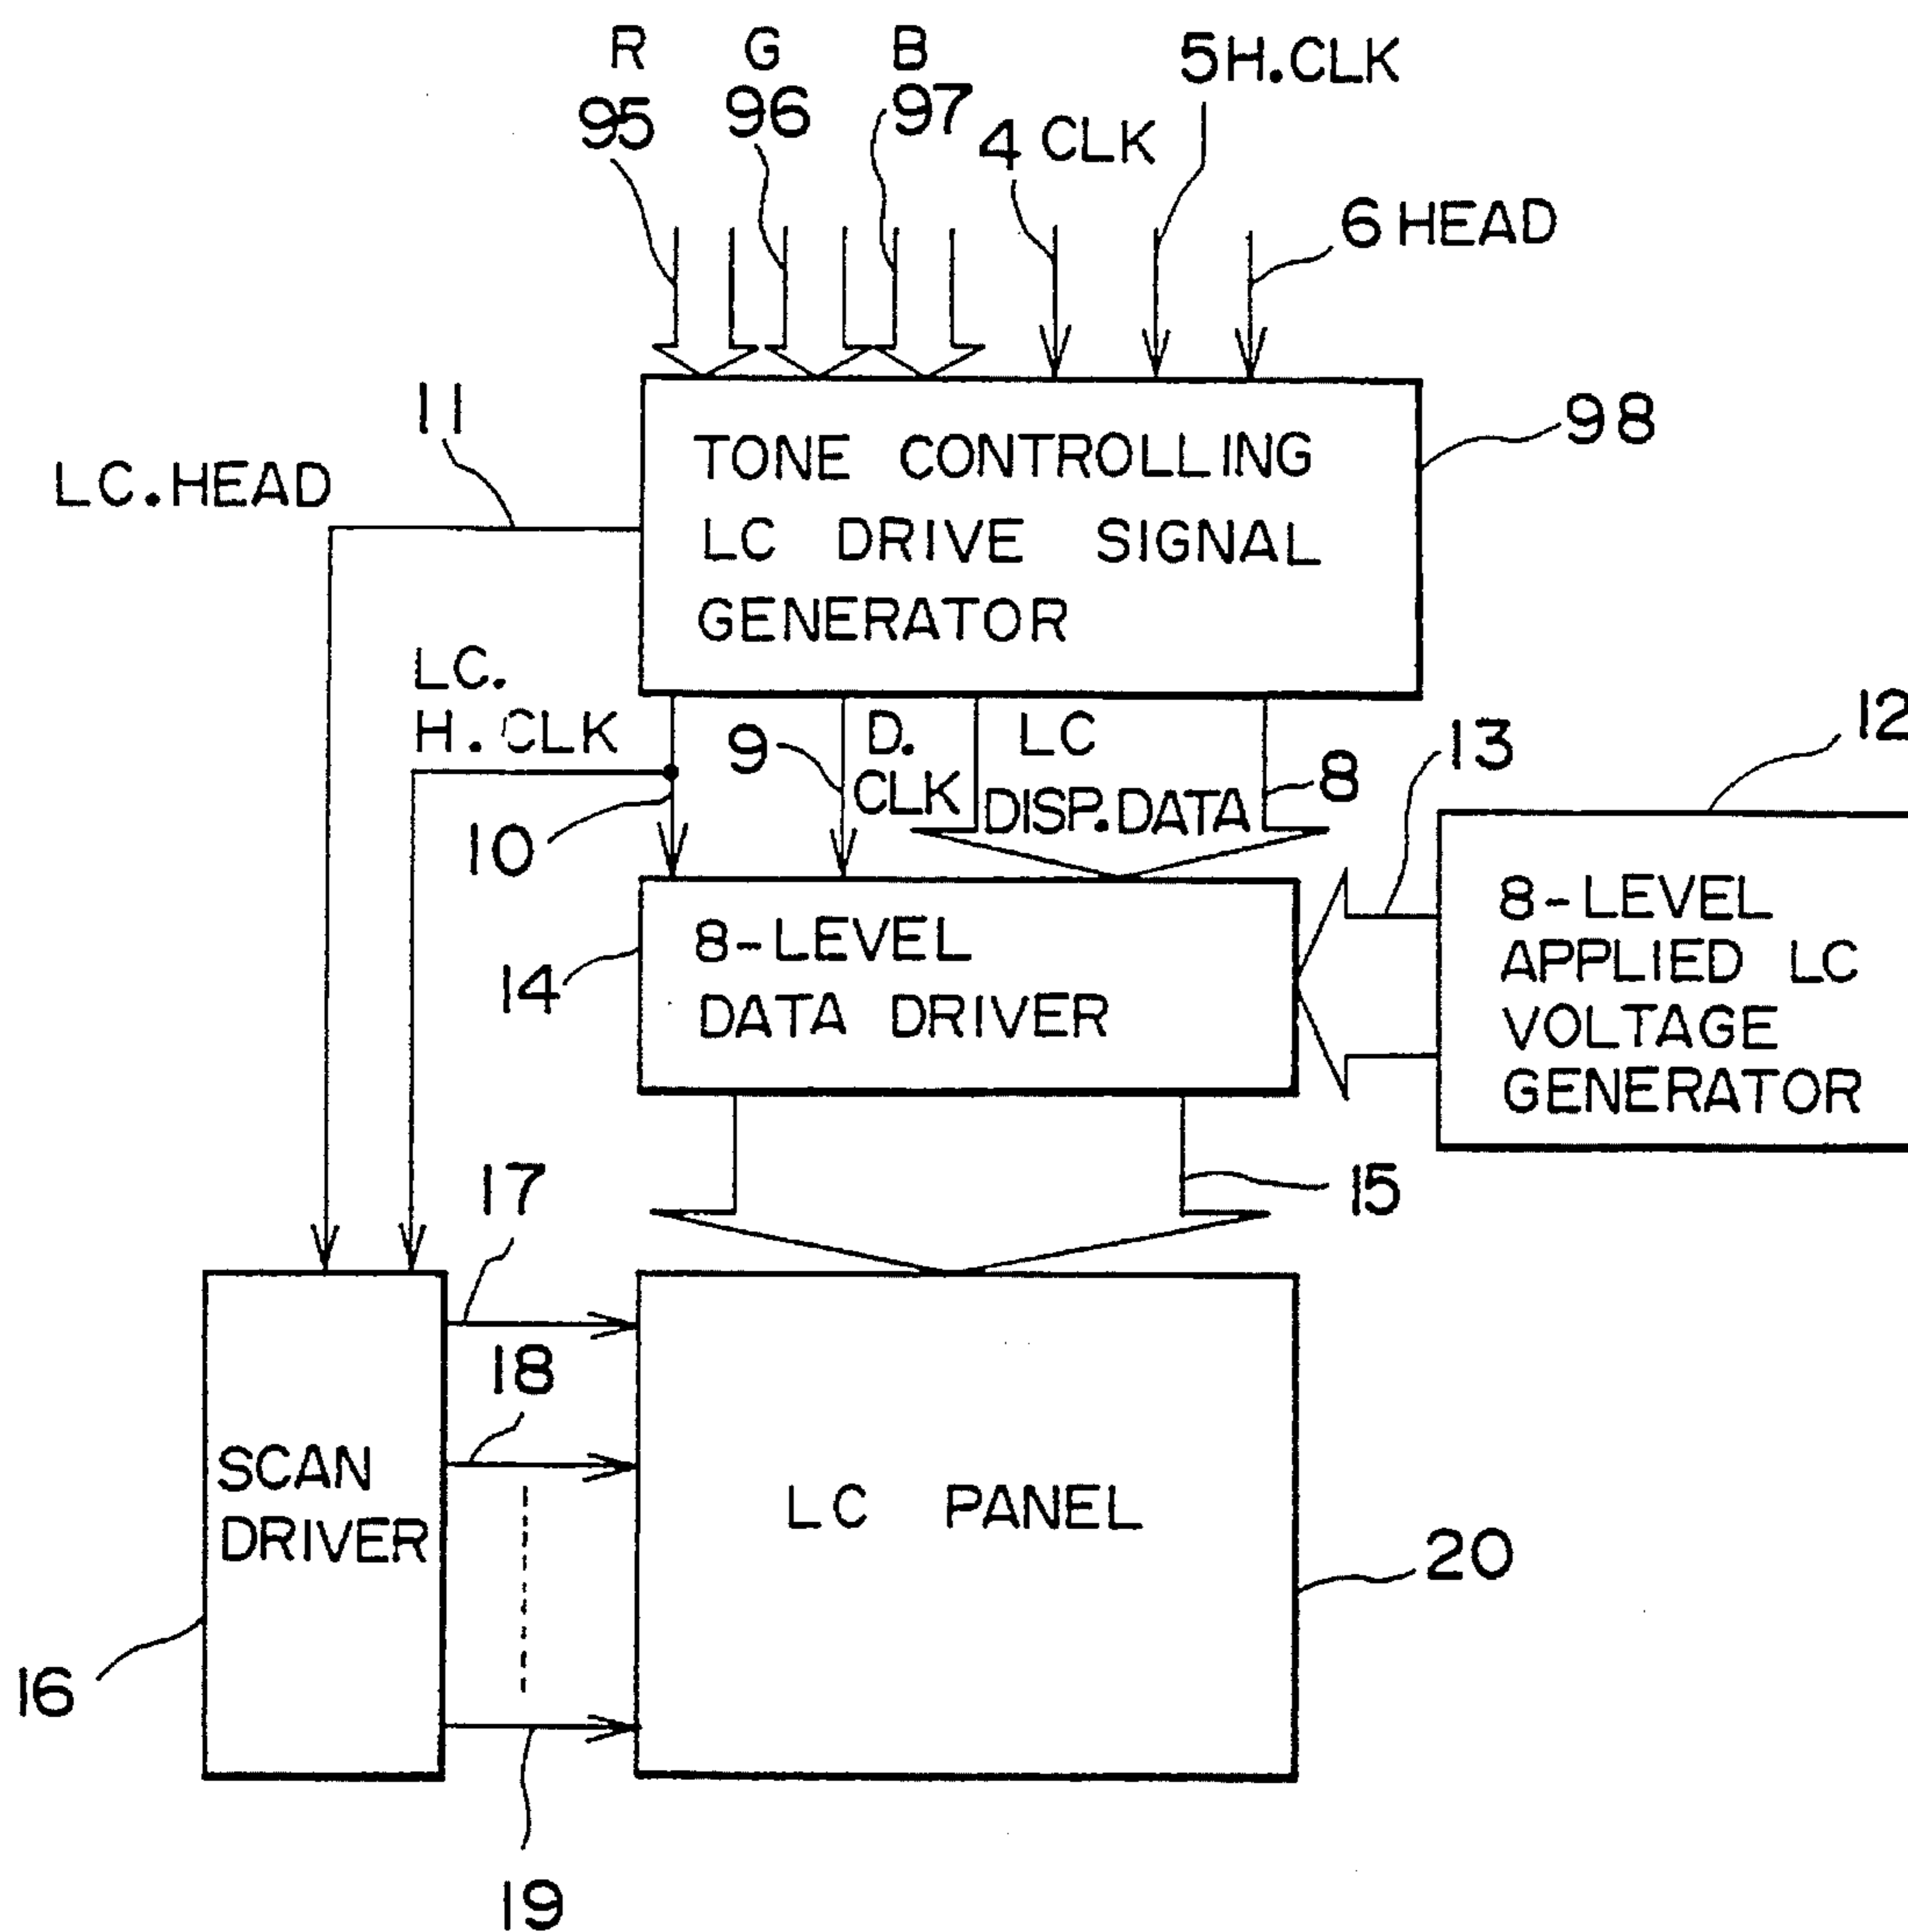 R G B
95 96 97
5H.CLK
4 CLK
6 HEAD
98
11
LC.HEAD
TONE CONTROLLING
LC DRIVE SIGNAL
GENERATOR
LC.
H. CLK
10
9
D.
CLK
LC
DISP.DATA
8
13
12
14
8-LEVEL
DATA DRIVER
8-LEVEL
APPLIED LC
VOLTAGE
GENERATOR
15
17
18
SCAN
DRIVER
16
19
LC PANEL
20